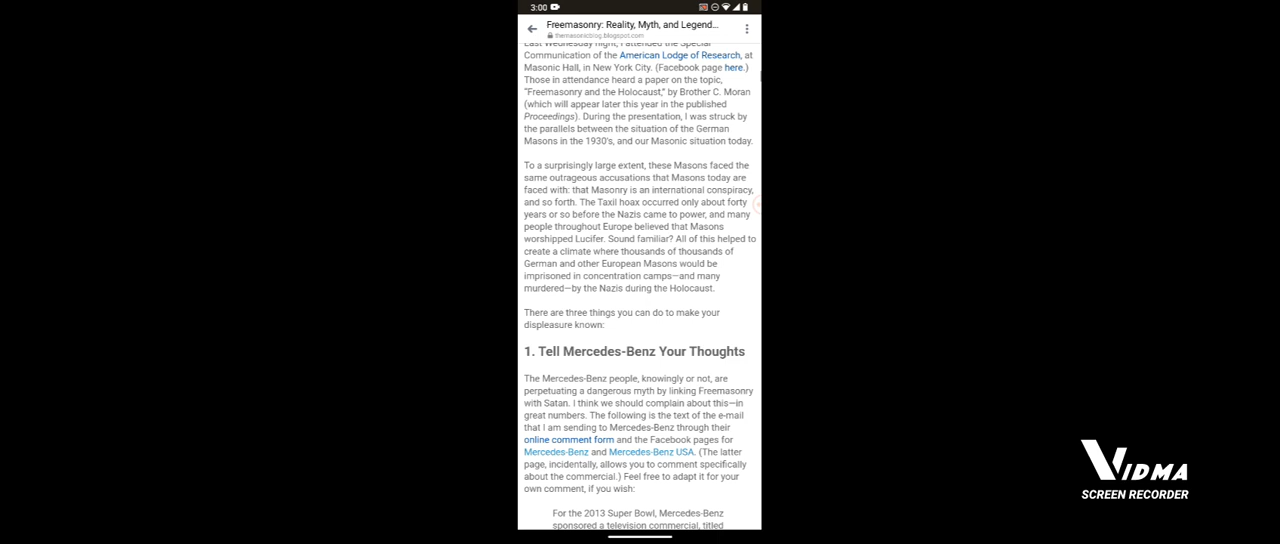 3:00
Freemasonry: Reality, Myth, and Legend...
themasonicblog.blogspot.com
Last Wednesday night, I attended the Special
Communication of the American Lodge of Research, at
Masonic Hall, in New York City. (Facebook page here.)
Those in attendance heard a paper on the topic,
“Freemasonry and the Holocaust,” by Brother C. Moran
(which will appear later this year in the published
Proceedings). During the presentation, I was struck by
the parallels between the situation of the German
Masons in the 1930's, and our Masonic situation today.
To a surprisingly large extent, these Masons faced the
same outrageous accusations that Masons today are
faced with: that Masonry is an international conspiracy,
and so forth. The Taxil hoax occurred only about forty
years or so before the Nazis came to power, and many
people throughout Europe believed that Masons
worshipped Lucifer. Sound familiar? All of this helped to
create a climate where thousands of thousands of
German and other European Masons would be
imprisoned in concentration camps—and many
murdered—by the Nazis during the Holocaust.
There are three things you can do to make your
displeasure known:
1. Tell Mercedes-Benz Your Thoughts
The Mercedes-Benz people, knowingly or not, are
perpetuating a dangerous myth by linking Freemasonry
with Satan. I think we should complain about this—in
great numbers. The following is the text of the e-mail
that I am sending to Mercedes-Benz through their
online comment form and the Facebook pages for
Mercedes-Benz and Mercedes-Benz USA. (The latter
page, incidentally, allows you to comment specifically
about the commercial.) Feel free to adapt it for your
own comment, if you wish:
For the 2013 Super Bowl, Mercedes-Benz
sponsored a television commercial, titled
VIDMA
SCREEN RECORDER